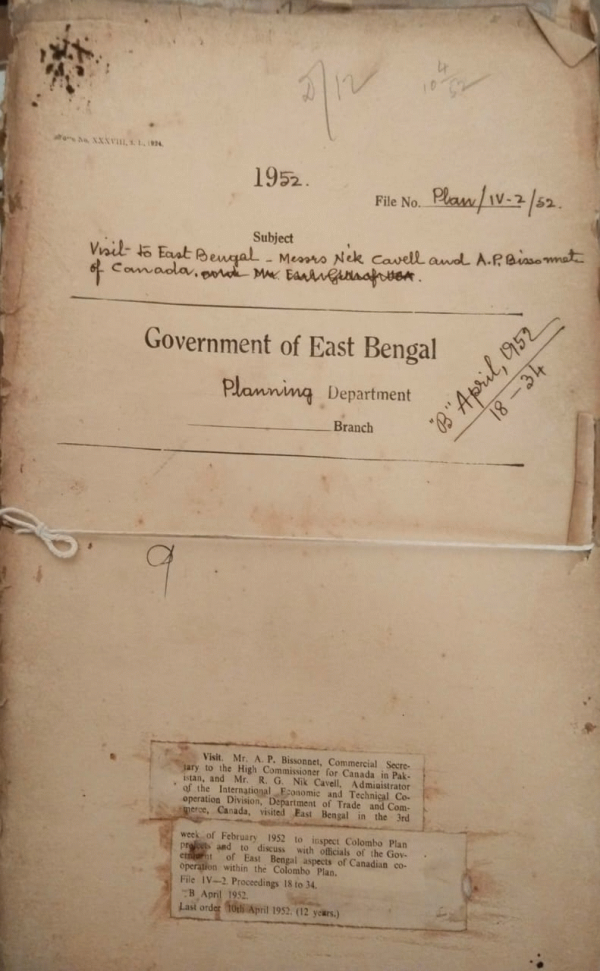 D/12
10/4/52
No. XXXVIII, S. I., 1934.
1952.
File No. Plan/IV-2/52.
Subject
Visit to East Bengal - Messrs Nik Cavell and A.P. Bissonnet
of Canada.
Government of East Bengal
Planning Department
Branch
"B" April, 1952
18-34
Visit. Mr. A. P. Bissonnet, Commercial Secre-
tary to the High Commissioner for Canada in Pak-
istan, and Mr. R. G. Nik Cavell, Administrator
of the International Economic and Technical Co-
operation Division, Department of Trade and Com-
merce, Canada, visited East Bengal in the 3rd
week of February 1952 to inspect Colombo Plan
projects and to discuss with officials of the Gov-
ernment of East Bengal aspects of Canadian co-
operation within the Colombo Plan.
File IV—2. Proceedings 18 to 34.
B April 1952.
Last order 10th April 1952. (12 years.)